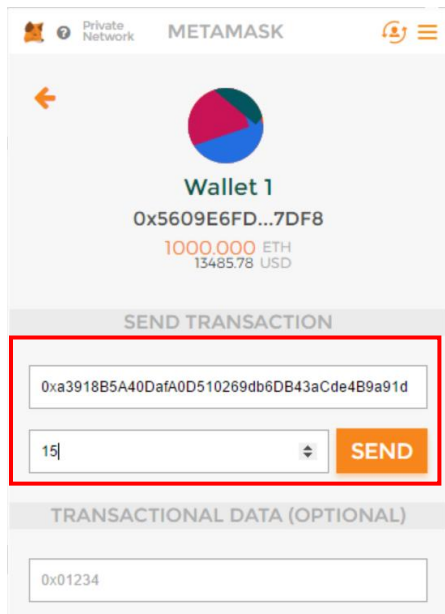 Private
Network
METAMASK
Wallet 1
0x5609E6FD...7DF8
1000.000 ETH
13485.78 USD
SEND TRANSACTION
0xa3918B5A40DafA0D510269db6DB43aCde4B9a91d
15
SEND
TRANSACTIONAL DATA (OPTIONAL)
0x01234